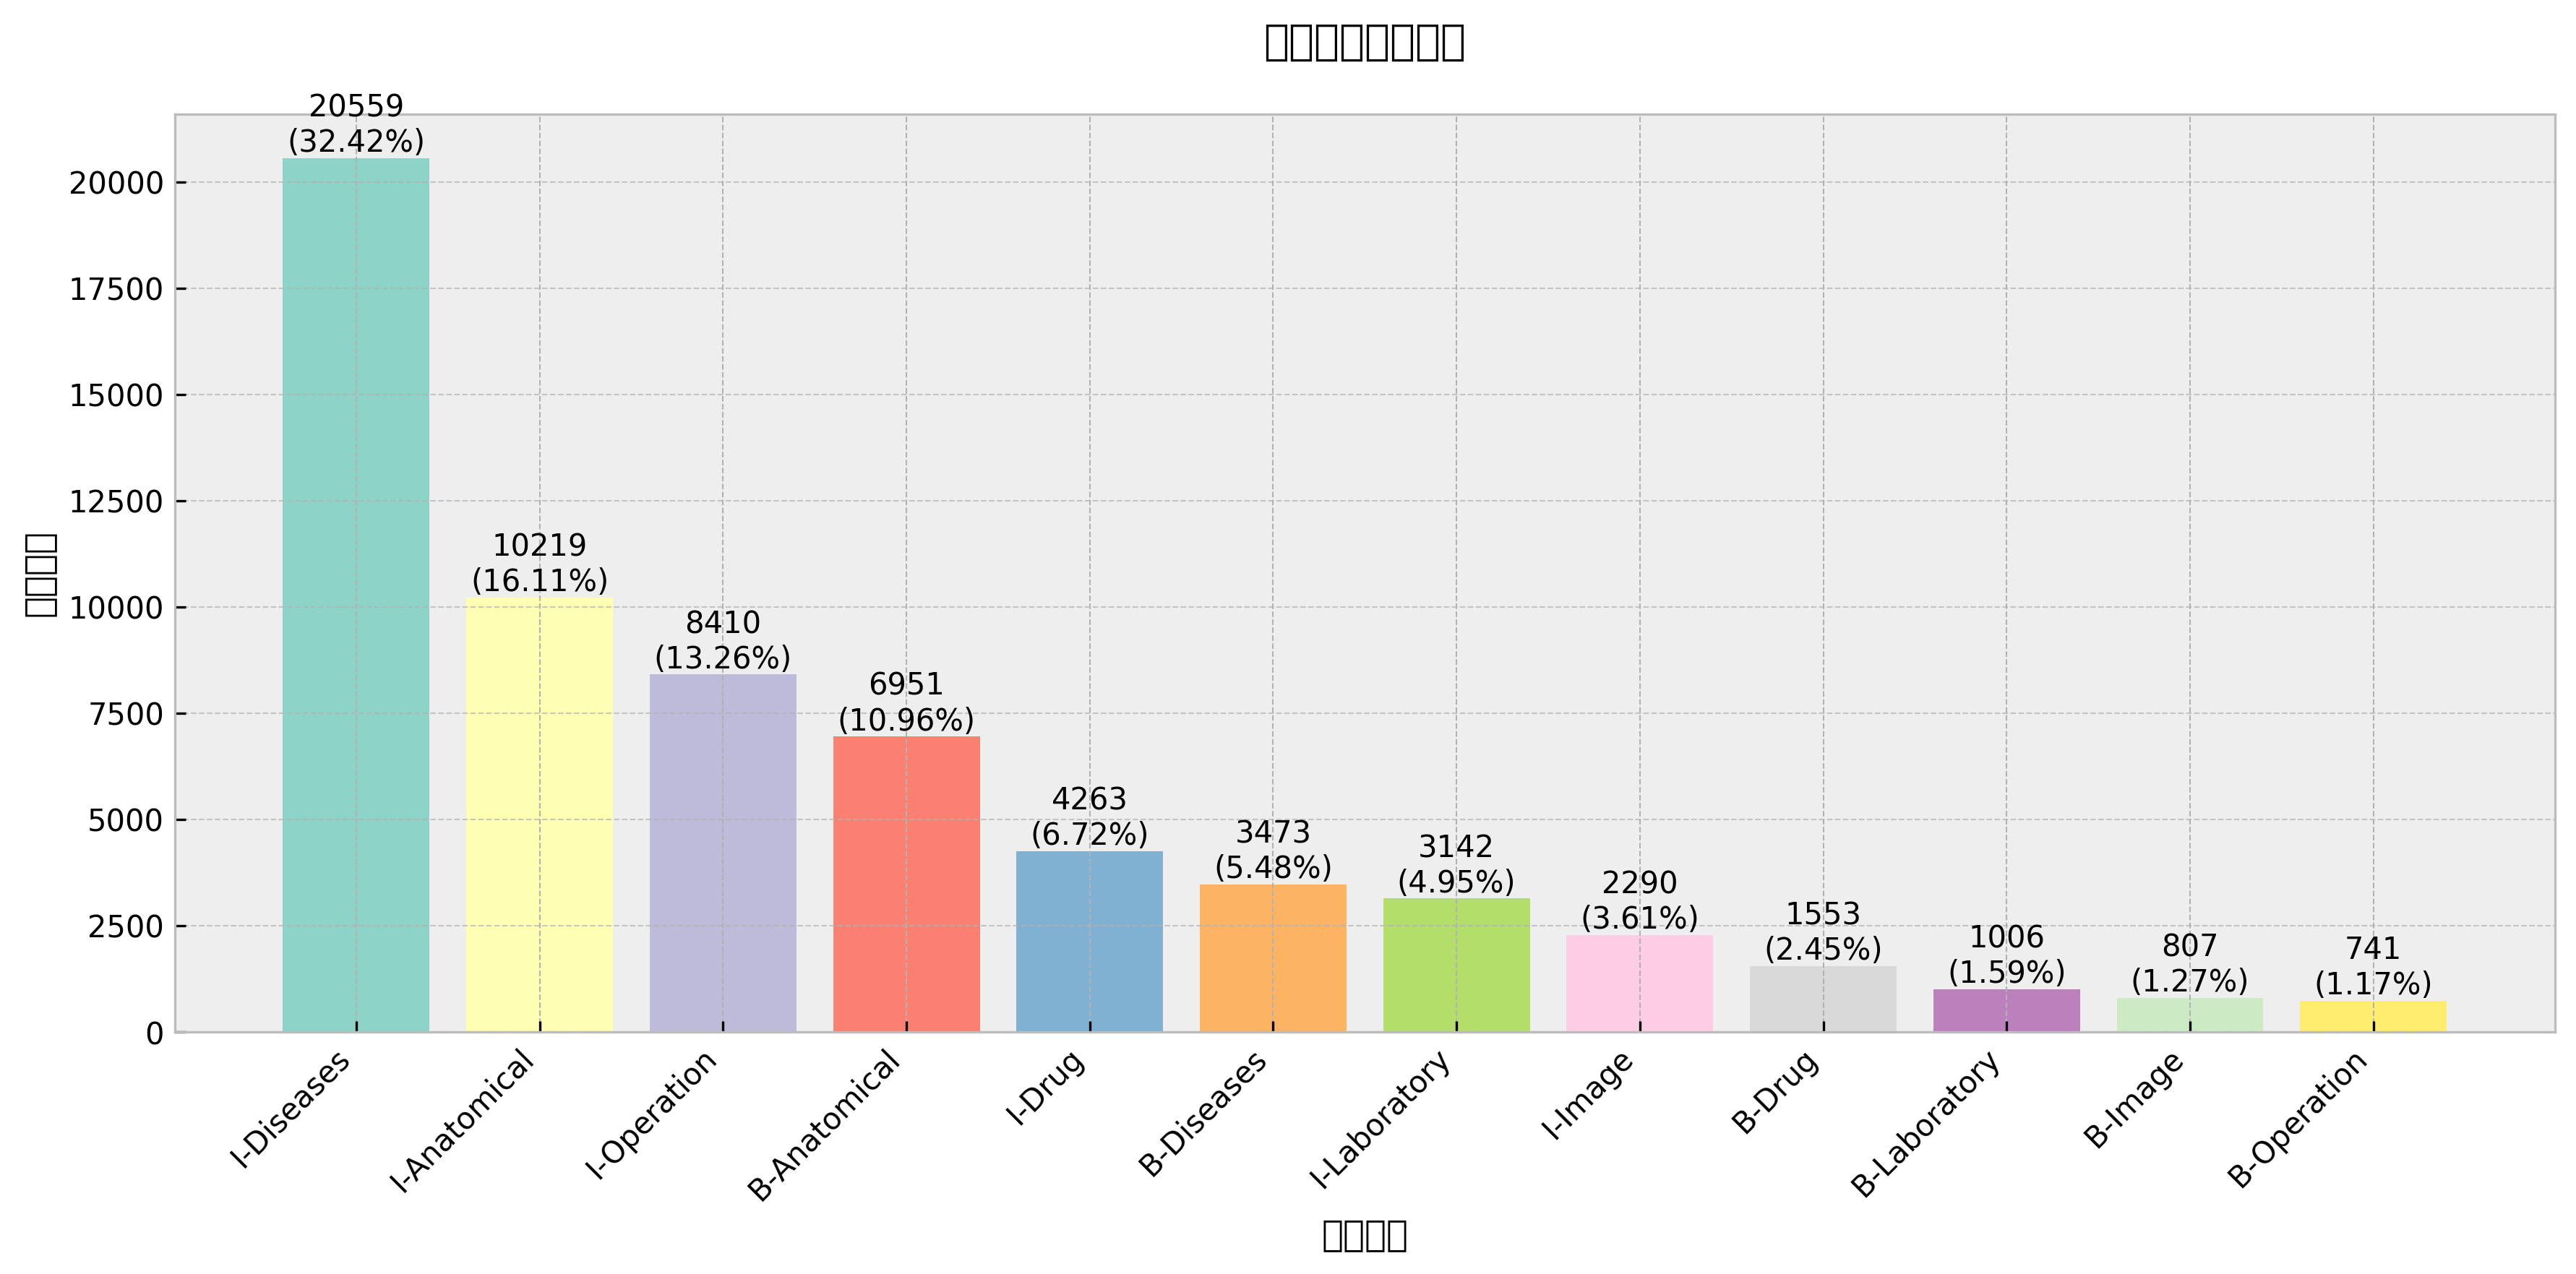 20559
(32.42%)
10219
(16.11%)
8410
(13.26%)
6951
(10.96%)
4263
(6.72%)
3473
(5.48%)
3142
(4.95%)
2290
(3.61%)
1553
(2.45%)
1006
(1.59%)
807
(1.27%)
741
(1.17%)
20000
17500
15000
12500
10000
7500
5000
2500
0
I-Diseases
I-Anatomical
I-Operation
B-Anatomical
I-Drug
B-Diseases
I-Laboratory
I-Image
B-Drug
B-Laboratory
B-Image
B-Operation